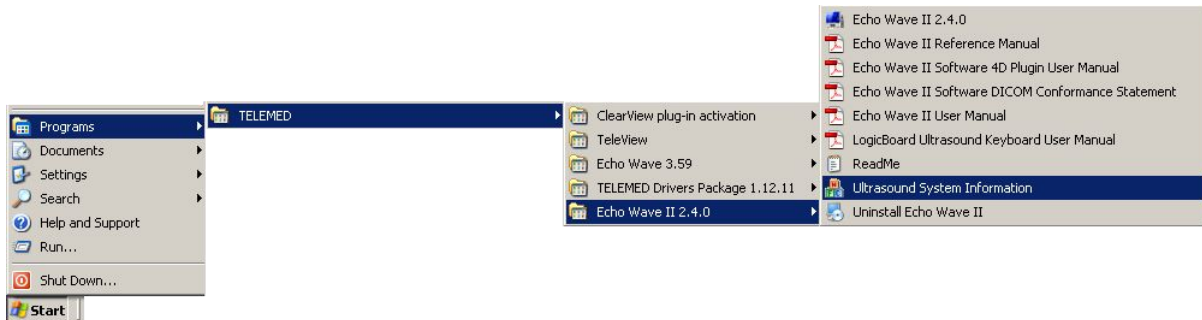 Programs
Documents
Settings
Search
Help and Support
Run...
Shut Down...
Start
TELEMED
ClearView plug-in activation
TeleView
Echo Wave 3.59
TELEMED Drivers Package 1.12.11
Echo Wave II 2.4.0
Echo Wave II 2.4.0
Echo Wave II Reference Manual
Echo Wave II Software 4D Plugin User Manual
Echo Wave II Software DICOM Conformance Statement
Echo Wave II User Manual
LogicBoard Ultrasound Keyboard User Manual
ReadMe
Ultrasound System Information
Uninstall Echo Wave II